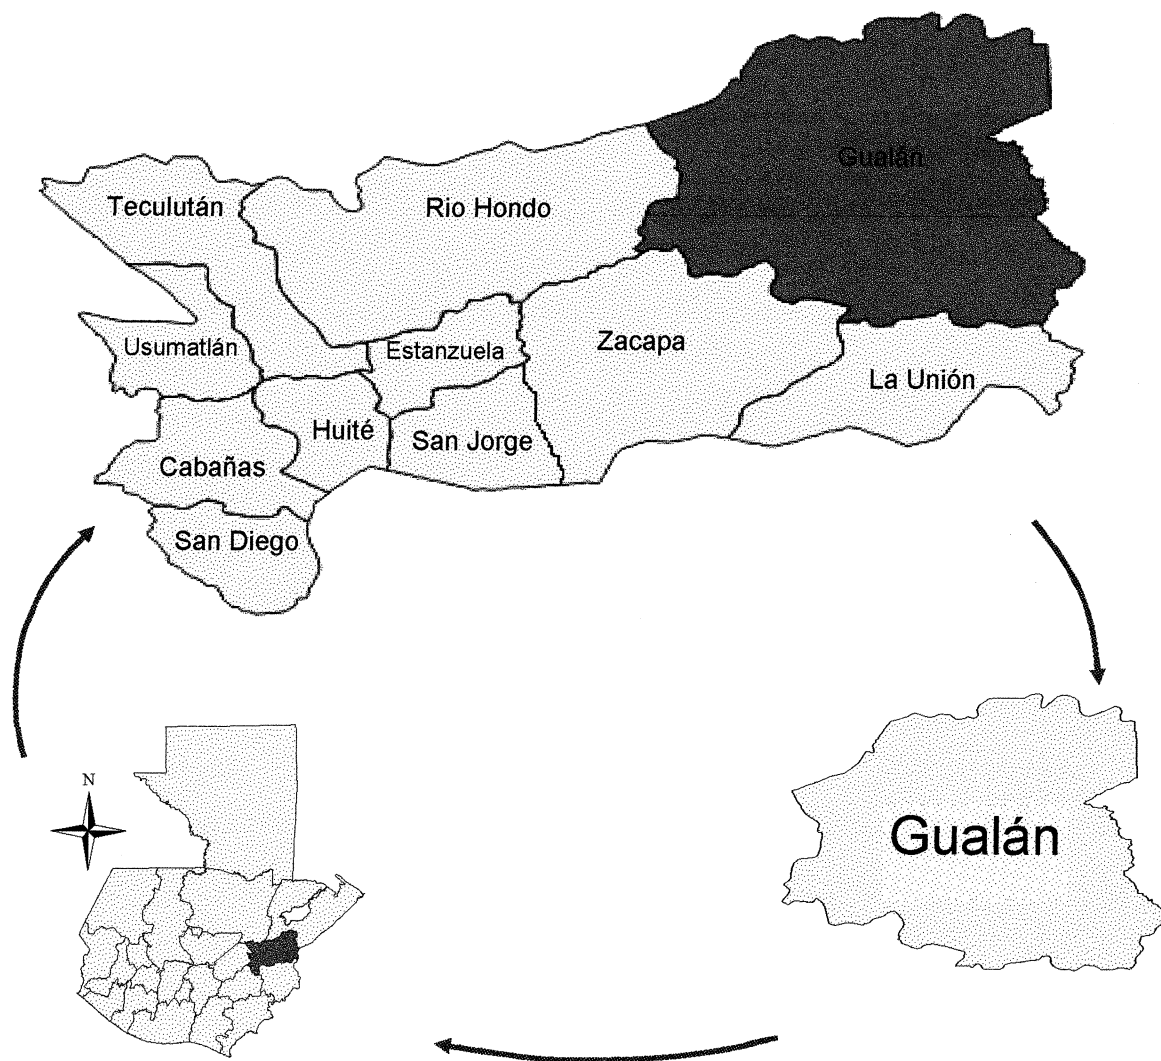 Gualán
Teculután
Rio Hondo
Usumatlán
Estanzuela
Zacapa
La Unión
Huité
San Jorge
Cabañas
San Diego
N
Gualán